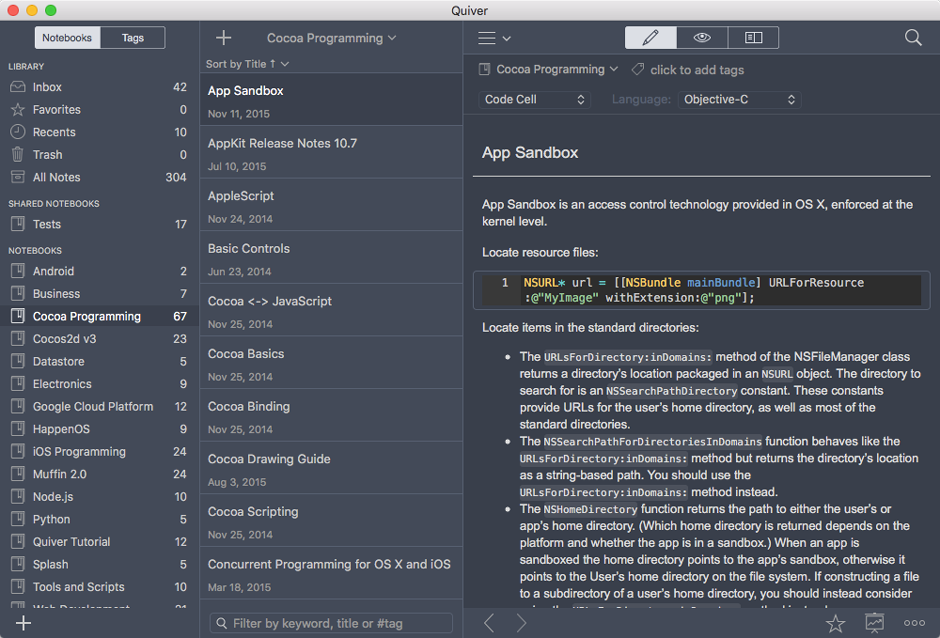 Quiver
Notebooks Tags
LIBRARY
Inbox 42
Favorites 0
Recents 10
Trash 0
All Notes 304
SHARED NOTEBOOKS
Tests 17
NOTEBOOKS
Android 2
Business 7
Cocoa Programming 67
Cocos2d v3 23
Datastore 5
Electronics 9
Google Cloud Platform 12
HappenOS 9
iOS Programming 24
Muffin 2.0 24
Node.js 10
Python 5
Quiver Tutorial 12
Splash 5
Tools and Scripts 10
Web Development 21
Cocoa Programming
Sort by Title ↑
App Sandbox
Nov 11, 2015
AppKit Release Notes 10.7
Jul 10, 2015
AppleScript
Nov 24, 2014
Basic Controls
Jun 23, 2014
Cocoa <-> JavaScript
Nov 25, 2014
Cocoa Basics
Nov 25, 2014
Cocoa Binding
Nov 25, 2014
Cocoa Drawing Guide
Aug 3, 2015
Cocoa Scripting
Nov 25, 2014
Concurrent Programming for OS X and iOS
Mar 18, 2015
Filter by keyword, title or #tag
Cocoa Programming click to add tags
Code Cell Language: Objective-C
App Sandbox
App Sandbox is an access control technology provided in OS X, enforced at the
kernel level.
Locate resource files:
1 NSURL* url = [[NSBundle mainBundle] URLForResource
:@"MyImage" withExtension:@"png"];
Locate items in the standard directories:
• The URLsForDirectory:inDomains: method of the NSFileManager class
returns a directory's location packaged in an NSURL object. The directory to
search for is an NSSearchPathDirectory constant. These constants
provide URLs for the user's home directory, as well as most of the
standard directories.
• The NSSearchPathForDirectoriesInDomains function behaves like the
URLsForDirectory:inDomains: method but returns the directory's location
as a string-based path. You should use the
URLsForDirectory:inDomains: method instead.
• The NSHomeDirectory function returns the path to either the user's or
app's home directory. (Which home directory is returned depends on the
platform and whether the app is in a sandbox.) When an app is
sandboxed the home directory points to the app's sandbox, otherwise it
points to the User's home directory on the file system. If constructing a file
to a subdirectory of a user's home directory, you should instead consider